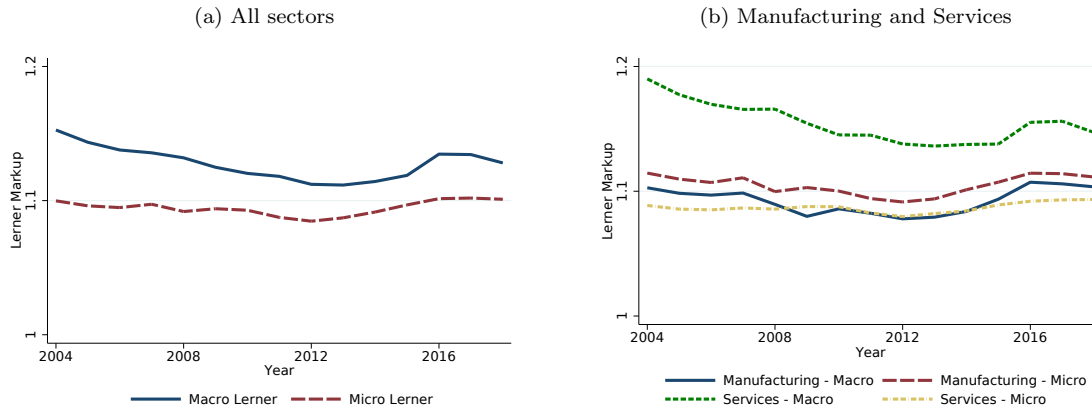 (a) All sectors
Lerner Markup
1.2
1.1
1
2004 2008 2012 2016
Year
Macro Lerner Micro Lerner
(b) Manufacturing and Services
Lerner Markup
1.2
1.1
1
2004 2008 2012 2016
Year
Manufacturing - Macro Manufacturing - Micro
Services - Macro Services - Micro